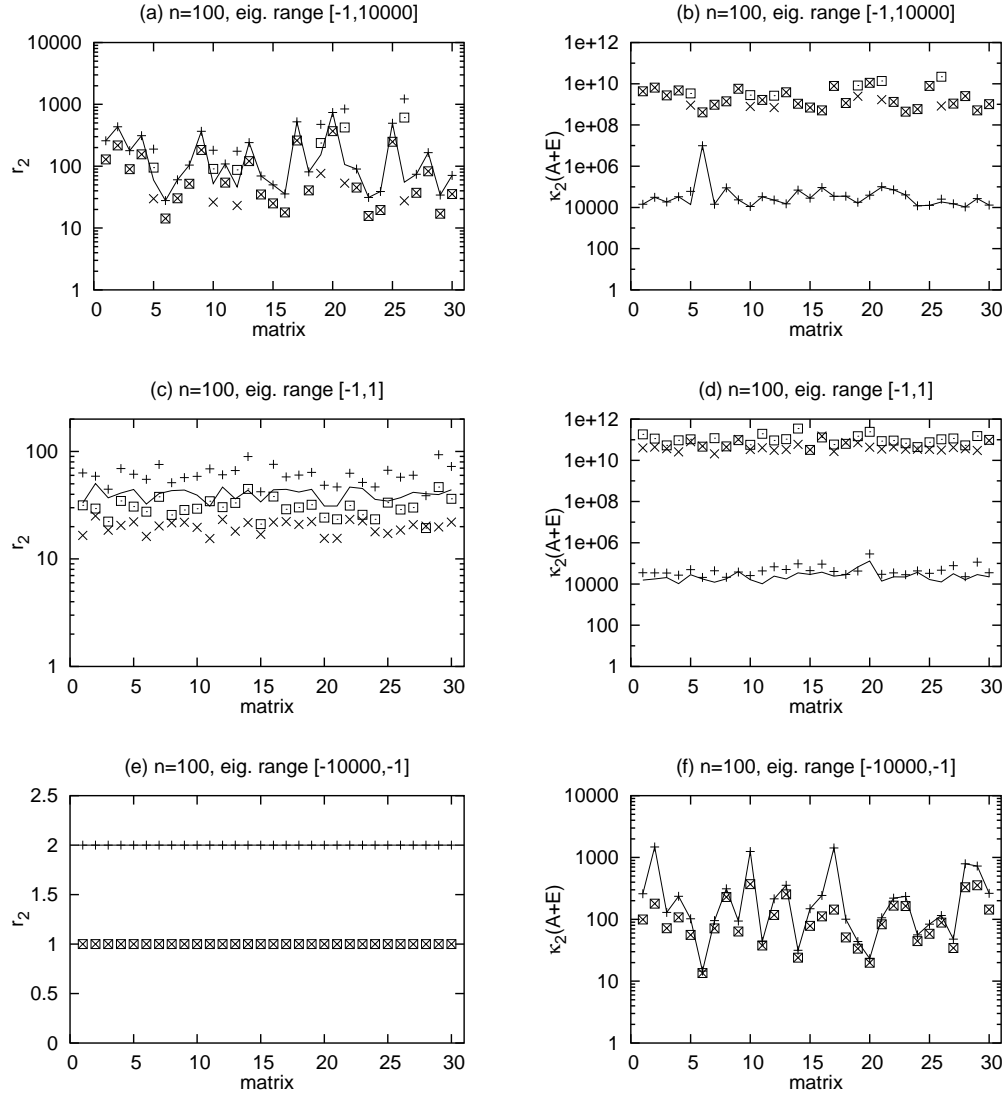 (a) n=100, eig. range [-1,10000]
10000
1000
100
10
1
r2
0 5 10 15 20 25 30
matrix
(b) n=100, eig. range [-1,10000]
1e+12
1e+10
1e+08
1e+06
10000
100
1
κ2(A+E)
0 5 10 15 20 25 30
matrix
(c) n=100, eig. range [-1,1]
100
10
1
r2
0 5 10 15 20 25 30
matrix
(d) n=100, eig. range [-1,1]
1e+12
1e+10
1e+08
1e+06
10000
100
1
κ2(A+E)
0 5 10 15 20 25 30
matrix
(e) n=100, eig. range [-10000,-1]
2.5
2
1.5
1
0.5
0
r2
0 5 10 15 20 25 30
matrix
(f) n=100, eig. range [-10000,-1]
10000
1000
100
10
1
κ2(A+E)
0 5 10 15 20 25 30
matrix